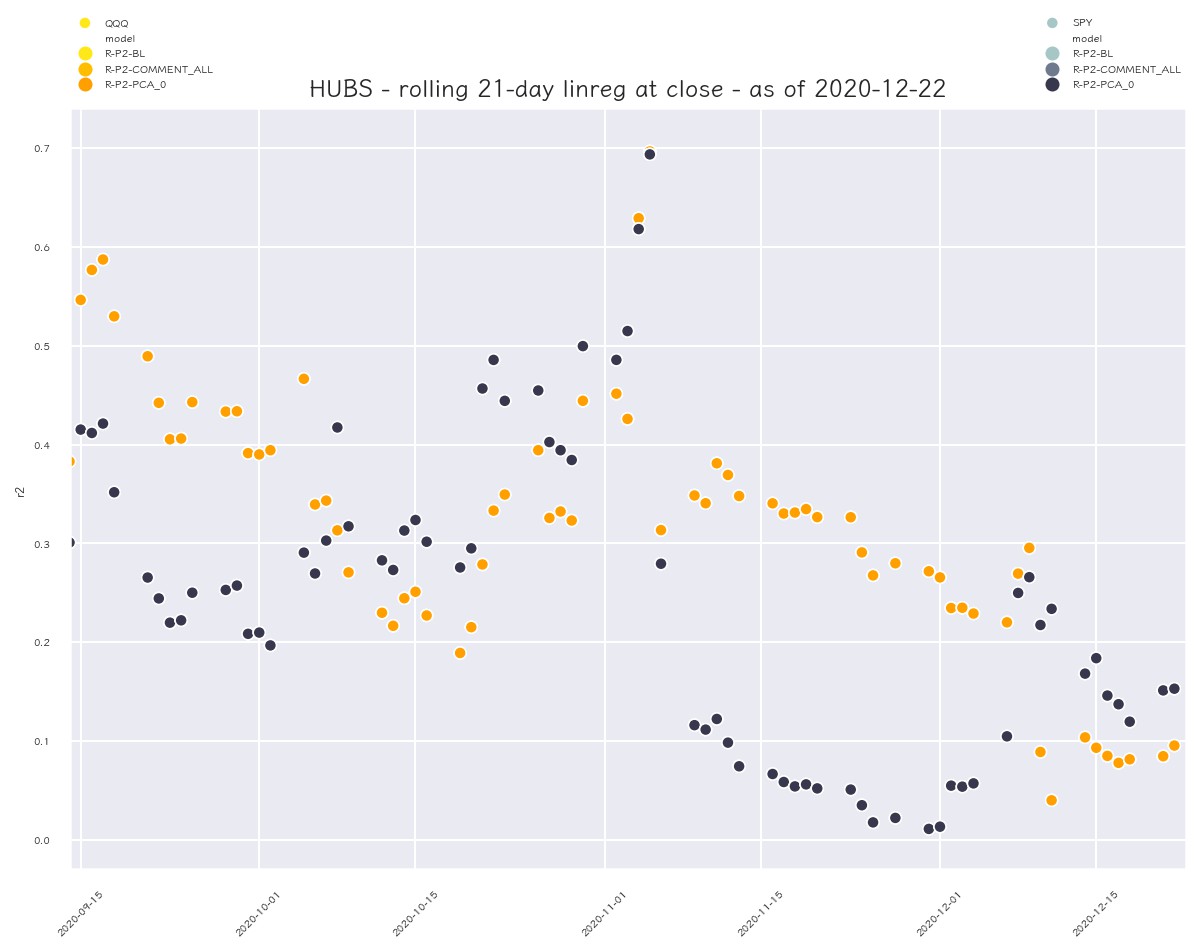 QQQ
model
R-P2-BL
R-P2-COMMENT_ALL
R-P2-PCA_0
SPY
model
R-P2-BL
R-P2-COMMENT_ALL
R-P2-PCA_0
HUBS - rolling 21-day linreg at close - as of 2020-12-22
r2
0.7
0.6
0.5
0.4
0.3
0.2
0.1
0.0
2020-09-15
2020-10-01
2020-10-15
2020-11-01
2020-11-15
2020-12-01
2020-12-15